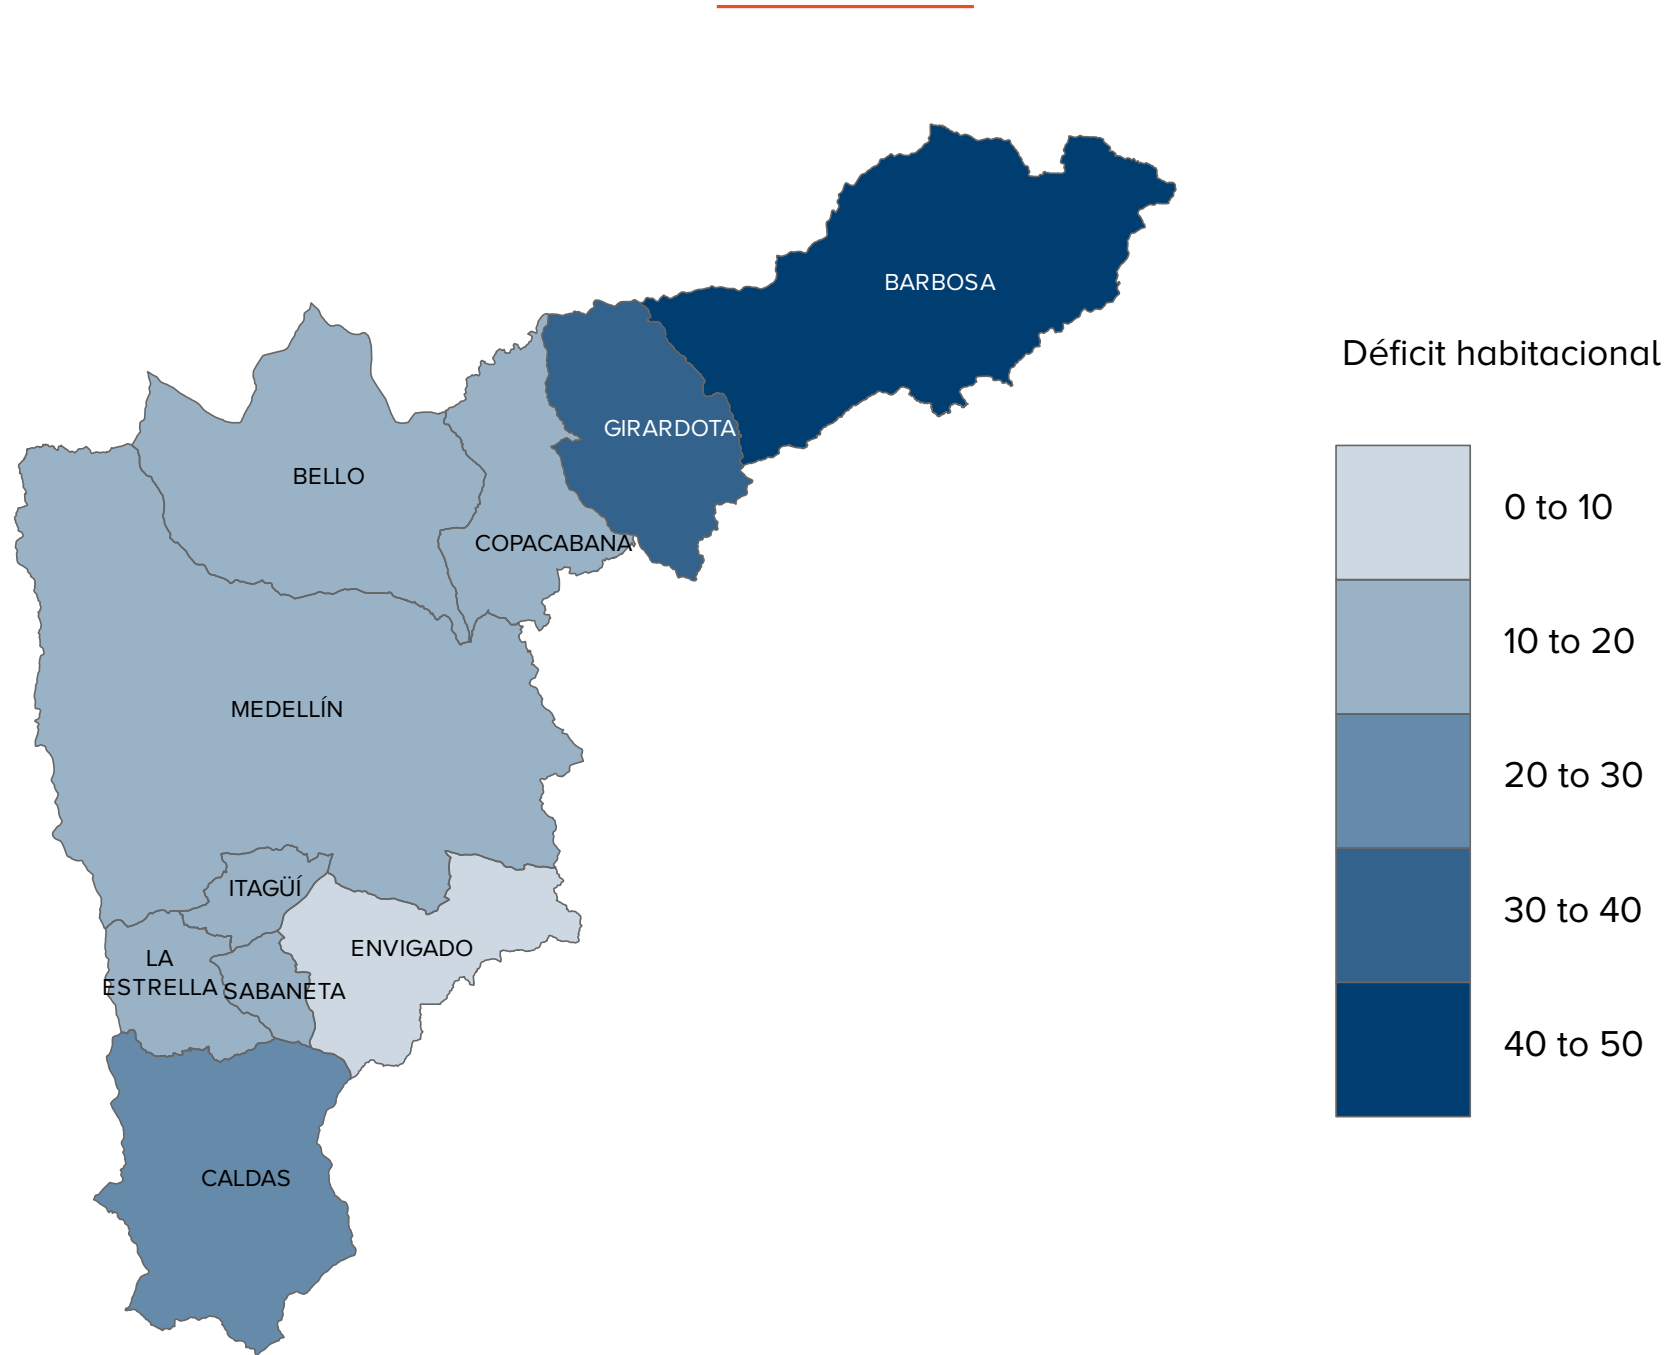 BARBOSA
GIRARDOTA
BELLO
COPACABANA
MEDELLÍN
ITAGÜÍ
ENVIGADO
LA
ESTRELLA
SABANETA
CALDAS
Déficit habitacional
0 to 10
10 to 20
20 to 30
30 to 40
40 to 50